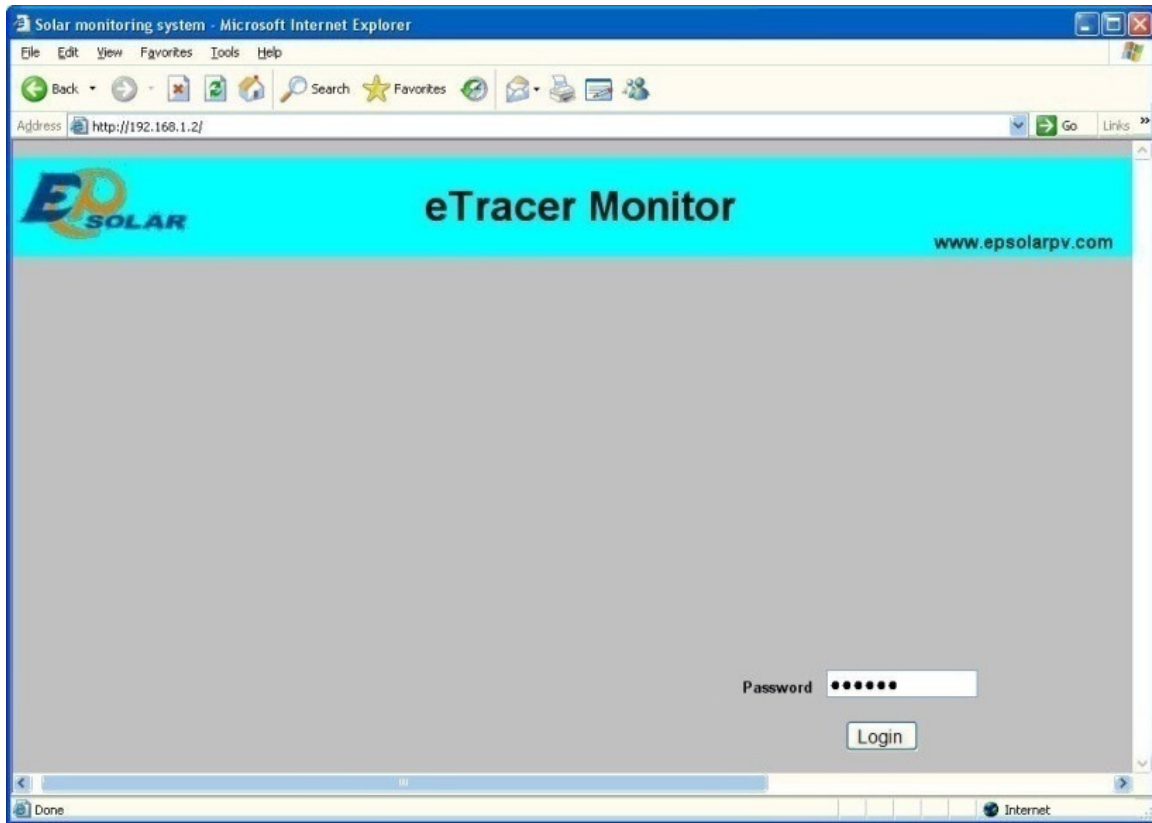 Solar monitoring system - Microsoft Internet Explorer
File Edit View Favorites Tools Help
Back Search Favorites
Address http://192.168.1.2/ Go Links »
EP SOLAR
eTracer Monitor
www.epsolarpv.com
Password ••••••
Login
Done Internet